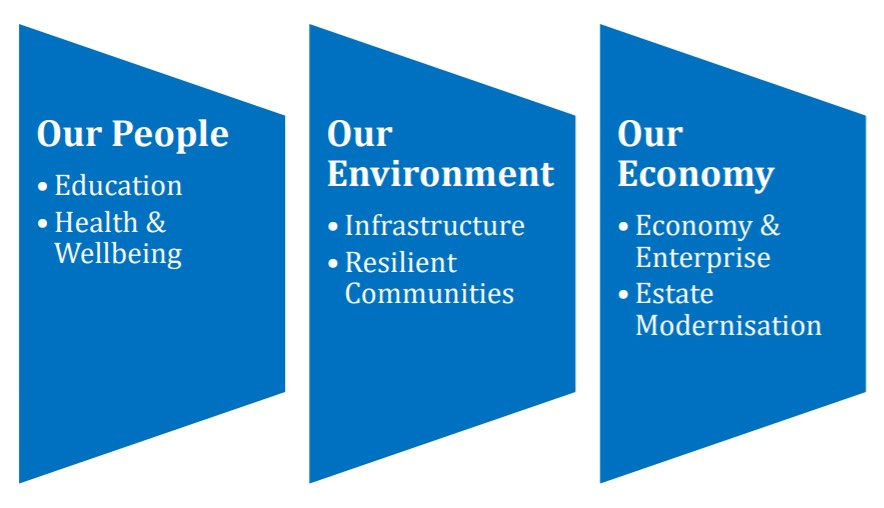 Our People
• Education
• Health &
Wellbeing
Our
Environment
• Infrastructure
• Resilient
Communities
Our
Economy
• Economy &
Enterprise
• Estate
Modernisation